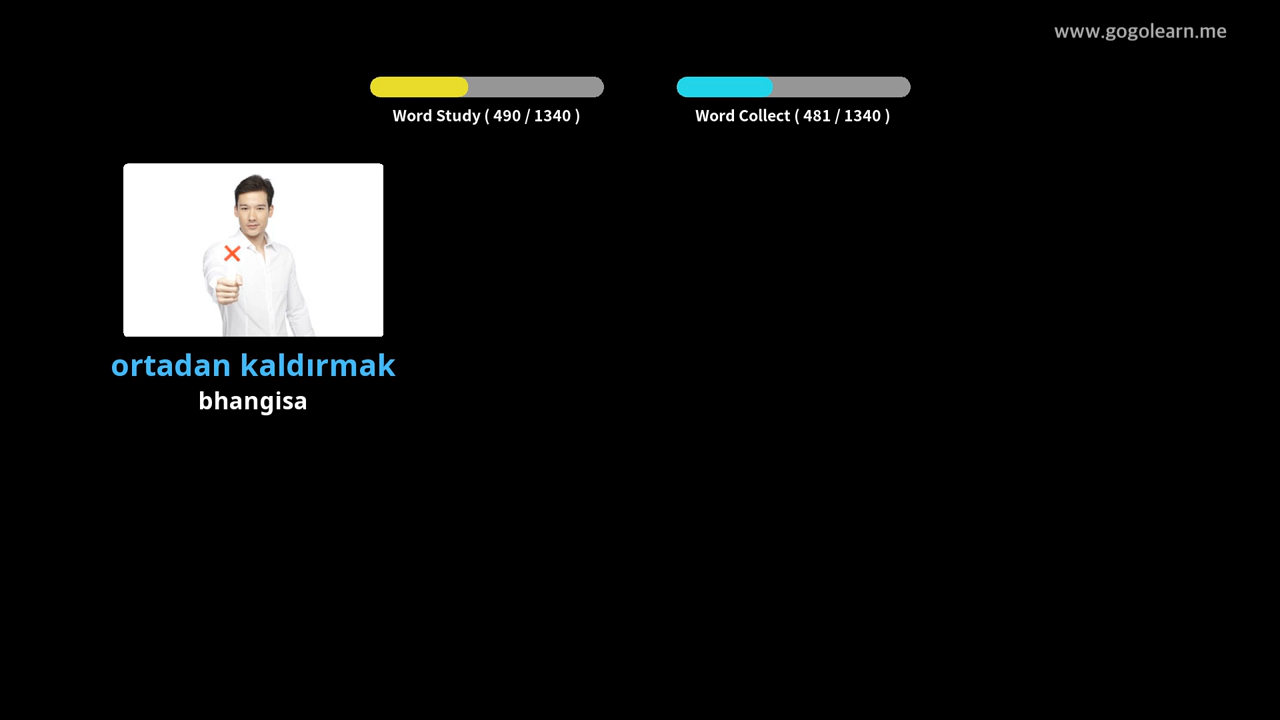 www.gogolearn.me
Word Study ( 490 / 1340 )
Word Collect ( 481 / 1340 )
ortadan kaldırmak
bhangisa